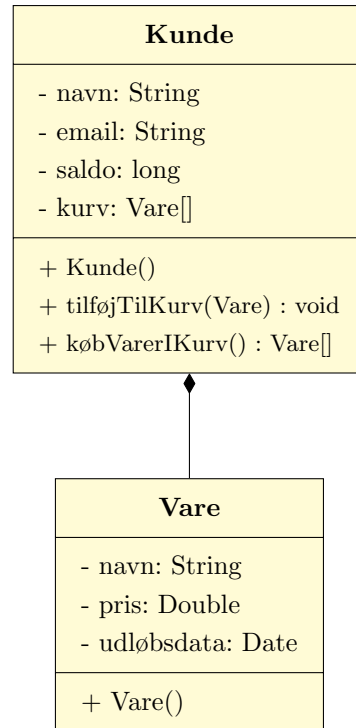 Kunde
- navn: String
- email: String
- saldo: long
- kurv: Vare[]
+ Kunde()
+ tilføjTilKurv(Vare) : void
+ købVarerIKurv() : Vare[]
Vare
- navn: String
- pris: Double
- udløbsdata: Date
+ Vare()